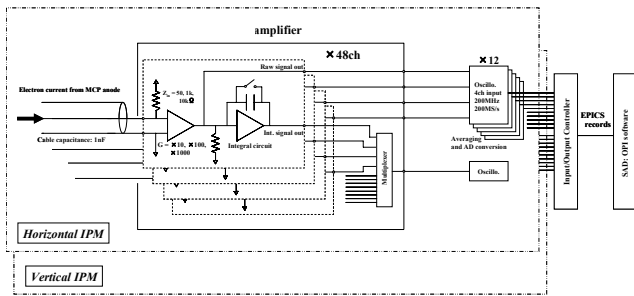 amplifier
×48ch
Raw signal out
×12
Electron current from MCP anode
Z_in = 50, 1k,
10kΩ
Oscillo.
4ch input
200MHz
200MS/s
Cable capacitance: 1nF
G = ×10, ×100,
×1000
Integral circuit
Int. signal out
Averaging
and AD conversion
Multiplexer
Oscillo.
Input/Output Controller
EPICS
records
SAD: OPI software
Horizontal IPM
Vertical IPM